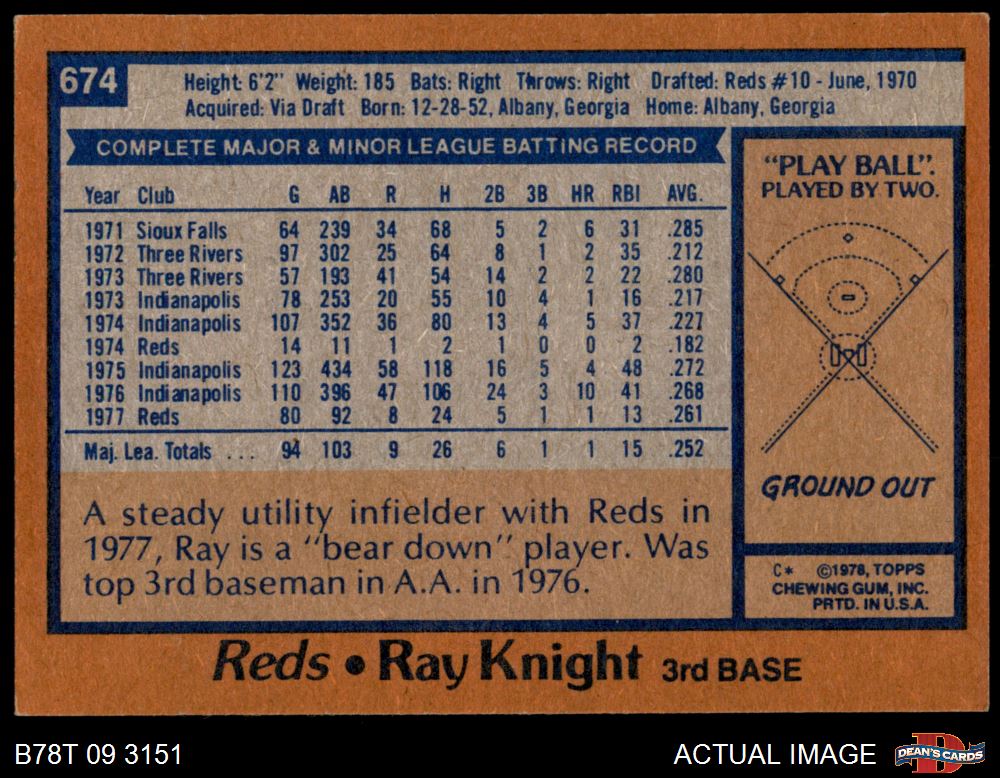 674
Height: 6'2" Weight: 185 Bats: Right Throws: Right Drafted: Reds #10 - June, 1970
Acquired: Via Draft Born: 12-28-52, Albany, Georgia Home: Albany, Georgia
COMPLETE MAJOR & MINOR LEAGUE BATTING RECORD
Year Club G AB R H 2B 3B HR RBI AVG.
1971 Sioux Falls 64 239 34 68 5 2 6 31 .285
1972 Three Rivers 97 302 25 64 8 1 2 35 .212
1973 Three Rivers 57 193 41 54 14 2 2 22 .280
1973 Indianapolis 78 253 20 55 10 4 1 16 .217
1974 Indianapolis 107 352 36 80 13 4 5 37 .227
1974 Reds 14 11 1 2 1 0 0 2 .182
1975 Indianapolis 123 434 58 118 16 5 4 48 .272
1976 Indianapolis 110 396 47 106 24 3 10 41 .268
1977 Reds 80 92 8 24 5 1 1 13 .261
Maj. Lea. Totals . . . 94 103 9 26 6 1 1 15 .252
A steady utility infielder with Reds in
1977, Ray is a "bear down" player. Was
top 3rd baseman in A.A. in 1976.
"PLAY BALL".
PLAYED BY TWO.
GROUND OUT
C* ©1978, TOPPS
CHEWING GUM, INC.
PRTD. IN U.S.A.
Reds • Ray Knight 3rd BASE
B78T 09 3151
ACTUAL IMAGE
DEAN'S CARDS